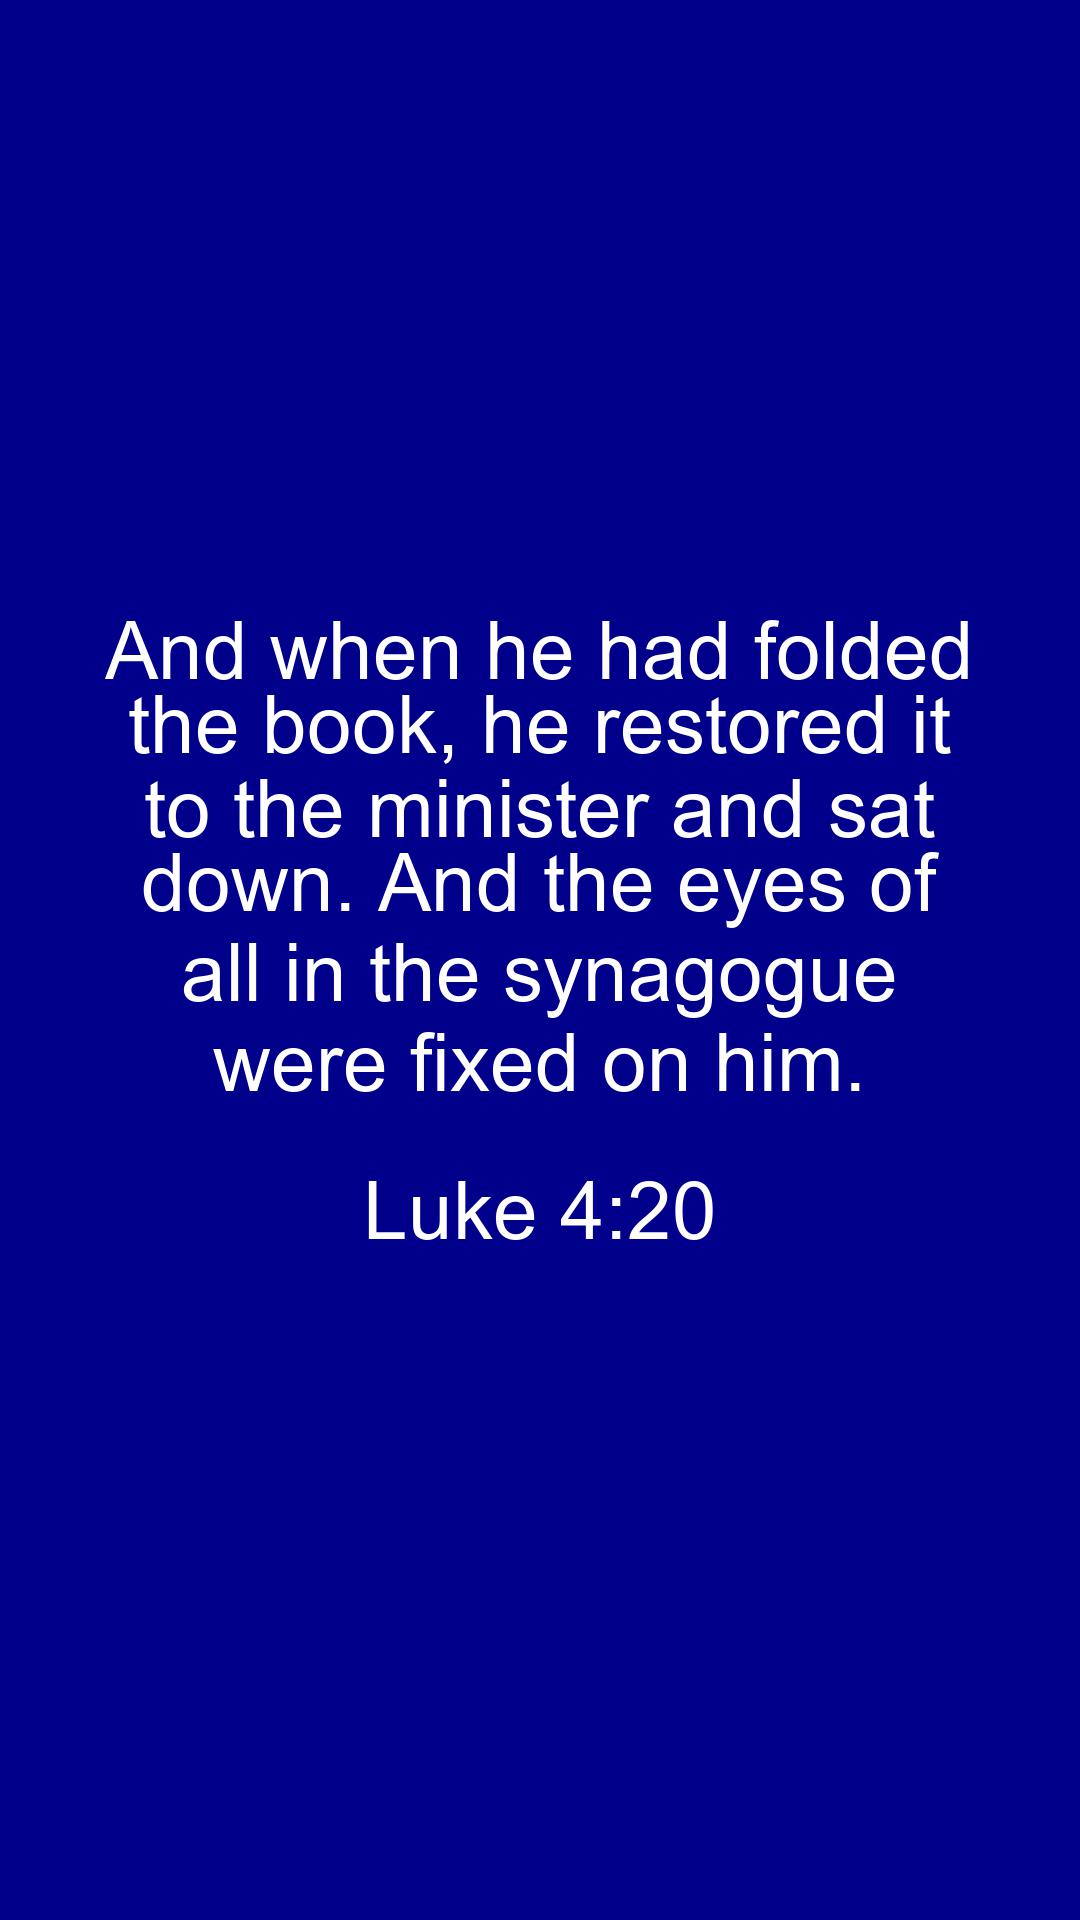 And when he had folded
the book, he restored it
to the minister and sat
down. And the eyes of
all in the synagogue
were fixed on him.
Luke 4:20